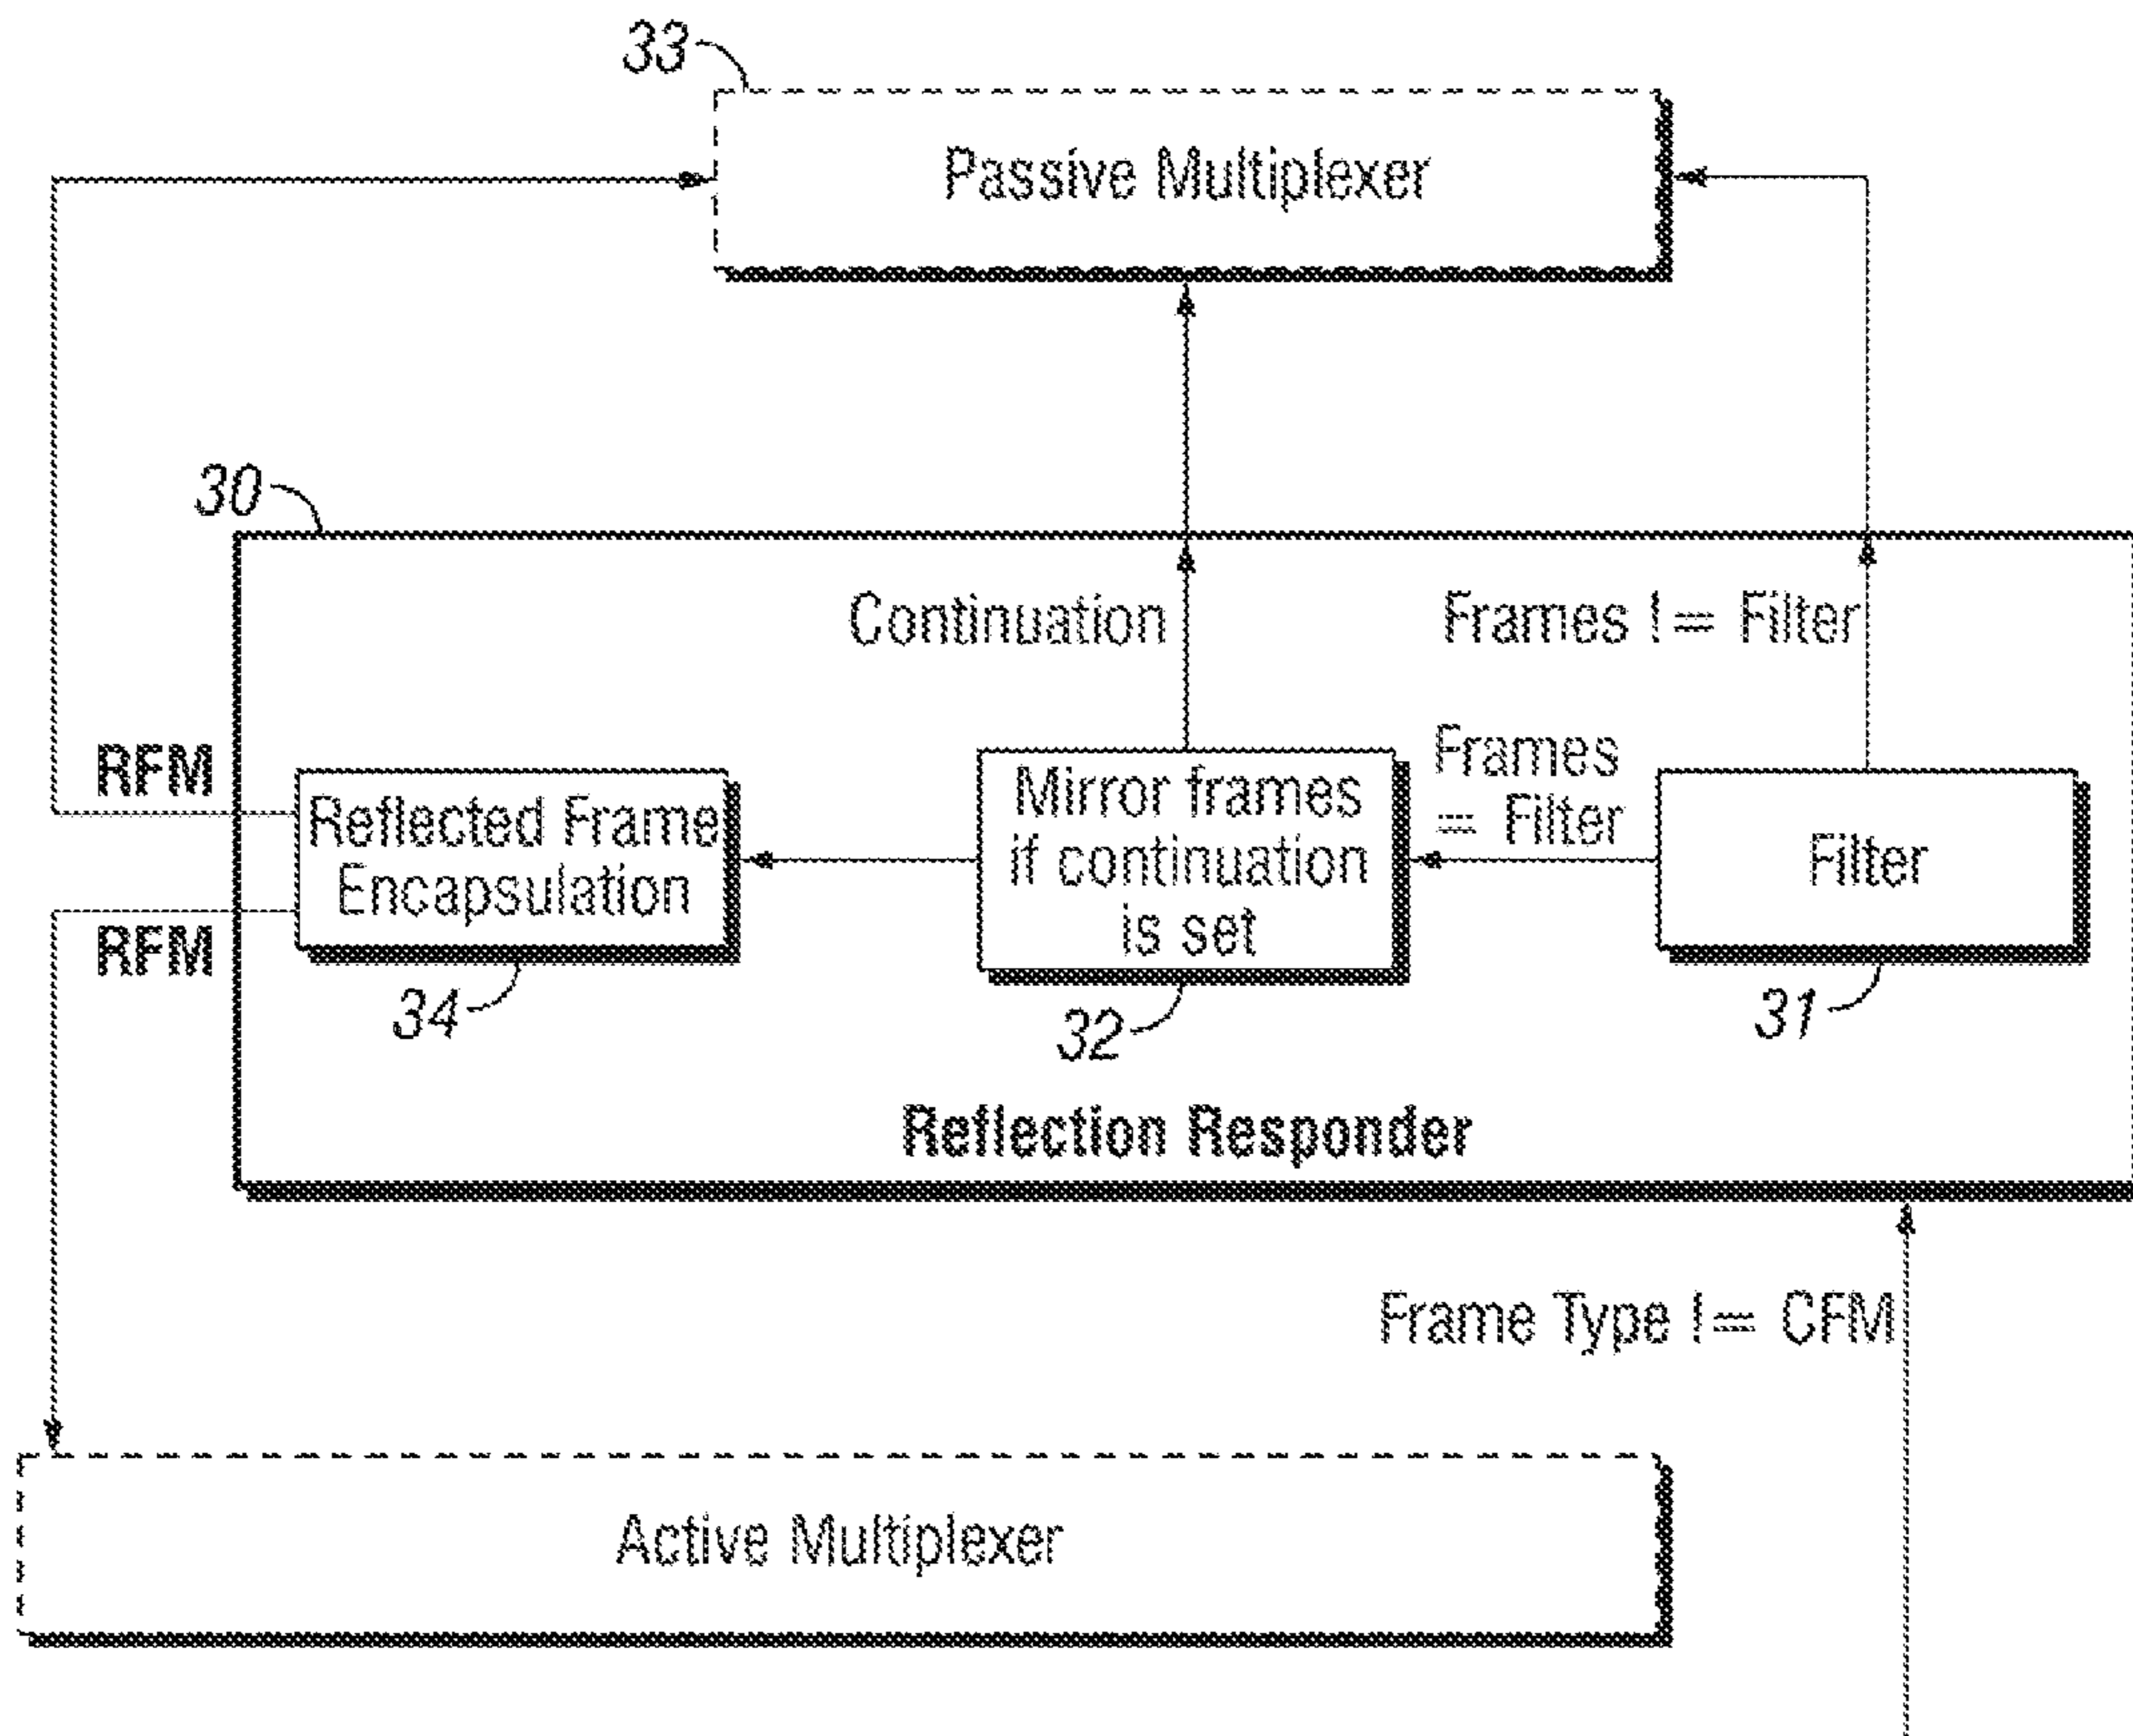 33
Passive Multiplexer
30
Continuation
Frames != Filter
RFM
Reflected Frame
Encapsulation
RFM
34
Mirror frames
if continuation
is set
32
Frames
= Filter
Filter
31
Reflection Responder
Frame Type != CFM
Active Multiplexer